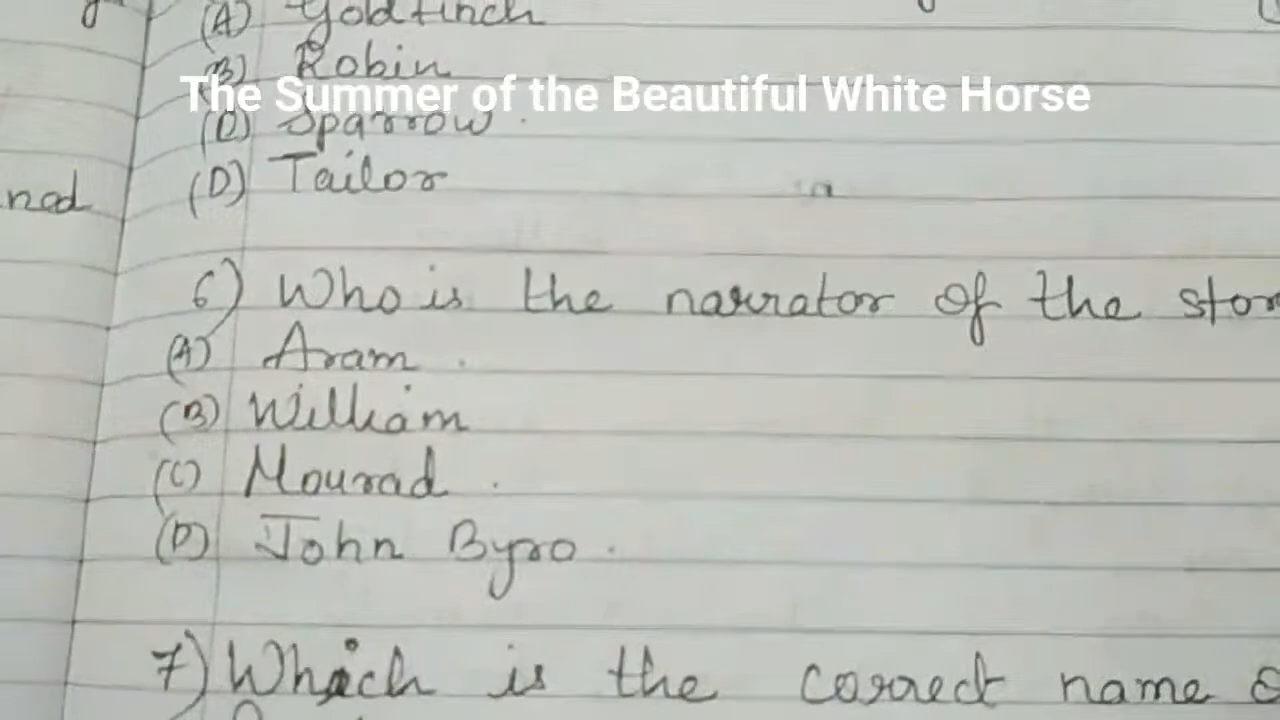 (A) Goldfinch
(B) Robin
The Summer of the Beautiful White Horse
Sparrow.
(D) Tailor
nod
6) Who is the narrator of the stor
(A) Aram.
(B) William
(C) Mourad.
(D) John Byro.
7) Which is the correct name